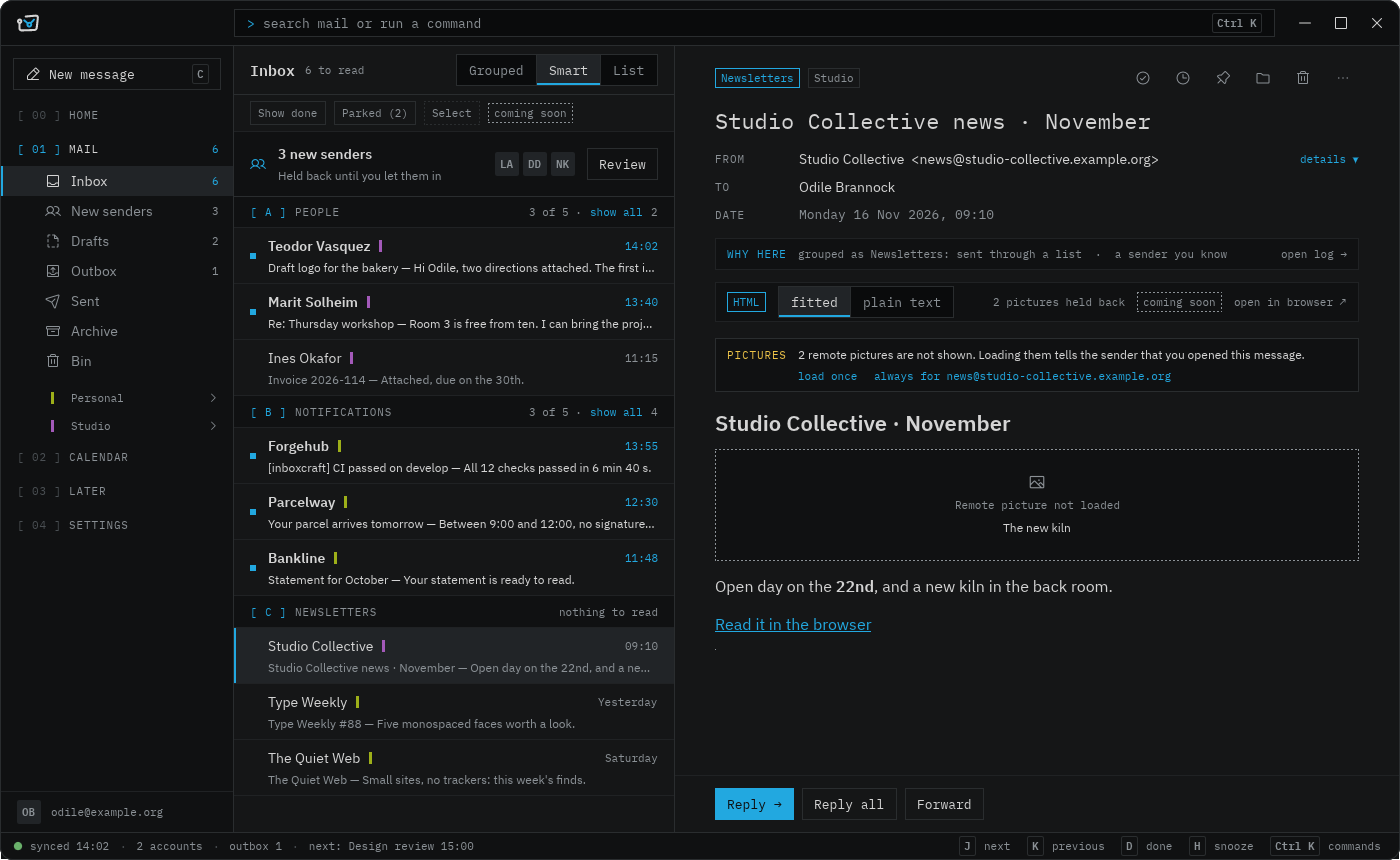 > search mail or run a command Ctrl K
New message C
[ 00 ] HOME
[ 01 ] MAIL 6
Inbox 6
New senders 3
Drafts 2
Outbox 1
Sent
Archive
Bin
Personal
Studio
[ 02 ] CALENDAR
[ 03 ] LATER
[ 04 ] SETTINGS
OB odile@example.org
Inbox 6 to read Grouped Smart List
Show done Parked (2) Select coming soon
3 new senders
Held back until you let them in
LA DD NK Review
[ A ] PEOPLE 3 of 5 · show all 2
Teodor Vasquez 14:02
Draft logo for the bakery — Hi Odile, two directions attached. The first i…
Marit Solheim 13:40
Re: Thursday workshop — Room 3 is free from ten. I can bring the proj…
Ines Okafor 11:15
Invoice 2026-114 — Attached, due on the 30th.
[ B ] NOTIFICATIONS 3 of 5 · show all 4
Forgehub 13:55
[inboxcraft] CI passed on develop — All 12 checks passed in 6 min 40 s.
Parcelway 12:30
Your parcel arrives tomorrow — Between 9:00 and 12:00, no signature…
Bankline 11:48
Statement for October — Your statement is ready to read.
[ C ] NEWSLETTERS nothing to read
Studio Collective 09:10
Studio Collective news · November — Open day on the 22nd, and a ne…
Type Weekly Yesterday
Type Weekly #88 — Five monospaced faces worth a look.
The Quiet Web Saturday
The Quiet Web — Small sites, no trackers: this week's finds.
Newsletters Studio
Studio Collective news · November
FROM Studio Collective <news@studio-collective.example.org> details ▾
TO Odile Brannock
DATE Monday 16 Nov 2026, 09:10
WHY HERE grouped as Newsletters: sent through a list · a sender you know open log →
HTML fitted plain text 2 pictures held back coming soon open in browser ↗
PICTURES 2 remote pictures are not shown. Loading them tells the sender that you opened this message.
load once always for news@studio-collective.example.org
Studio Collective · November
Remote picture not loaded
The new kiln
Open day on the 22nd, and a new kiln in the back room.
Read it in the browser
Reply → Reply all Forward
synced 14:02 · 2 accounts · outbox 1 · next: Design review 15:00 J next K previous D done H snooze Ctrl K commands